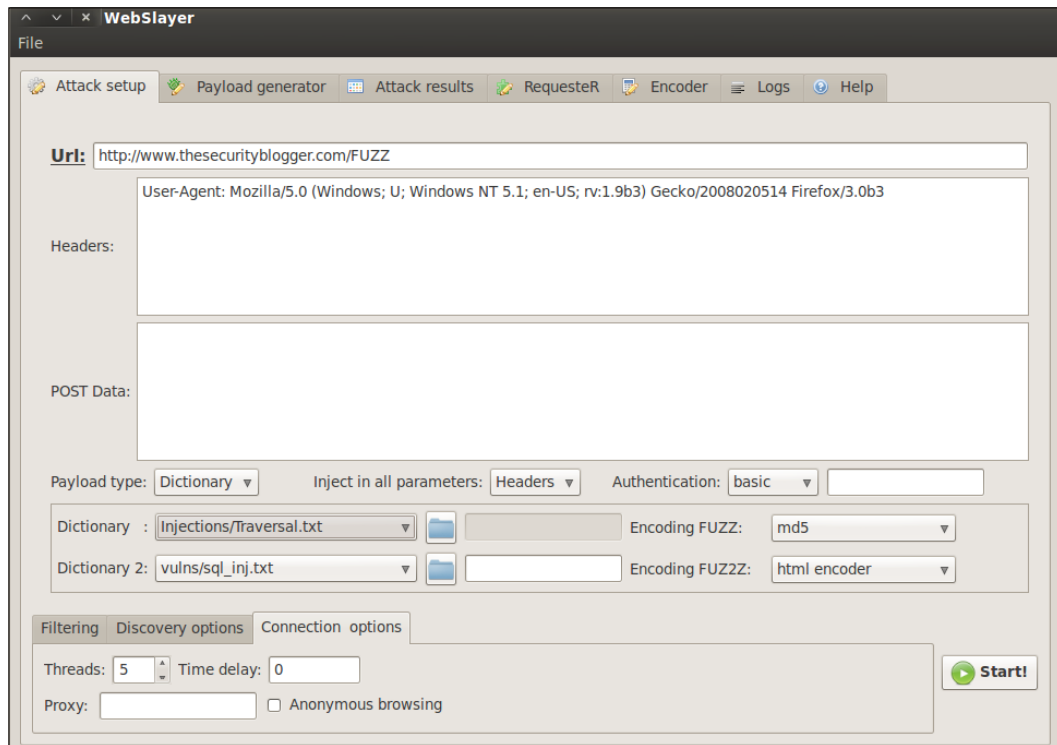 WebSlayer
File
Attack setup Payload generator Attack results RequesteR Encoder Logs Help
Url: http://www.thesecurityblogger.com/FUZZ
User-Agent: Mozilla/5.0 (Windows; U; Windows NT 5.1; en-US; rv:1.9b3) Gecko/2008020514 Firefox/3.0b3
Headers:
POST Data:
Payload type: Dictionary Inject in all parameters: Headers Authentication: basic
Dictionary : Injections/Traversal.txt Encoding FUZZ: md5
Dictionary 2: vulns/sql_inj.txt Encoding FUZ2Z: html encoder
Filtering Discovery options Connection options
Threads: 5 Time delay: 0
Start!
Proxy: Anonymous browsing